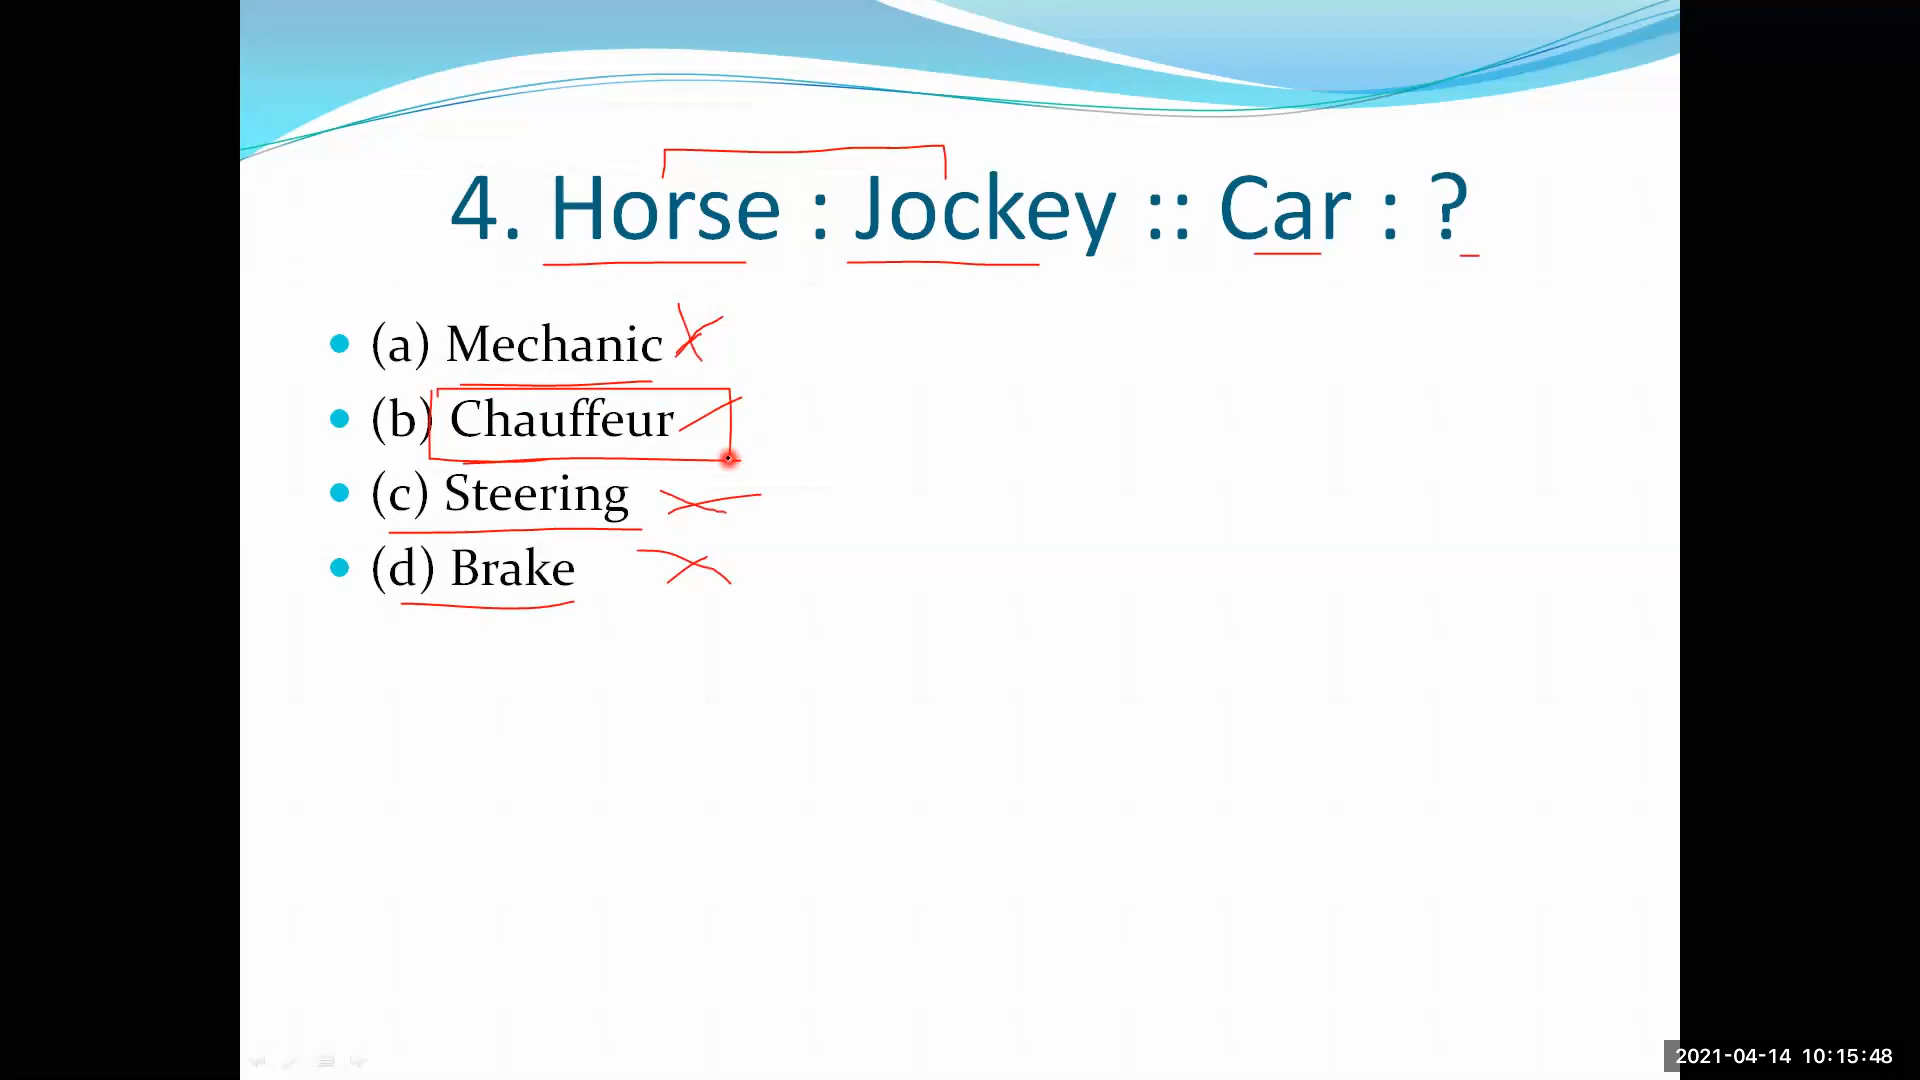 4. Horse : Jockey :: Car : ?
(a) Mechanic
(b) Chauffeur
(c) Steering
(d) Brake
2021-04-14 10:15:48